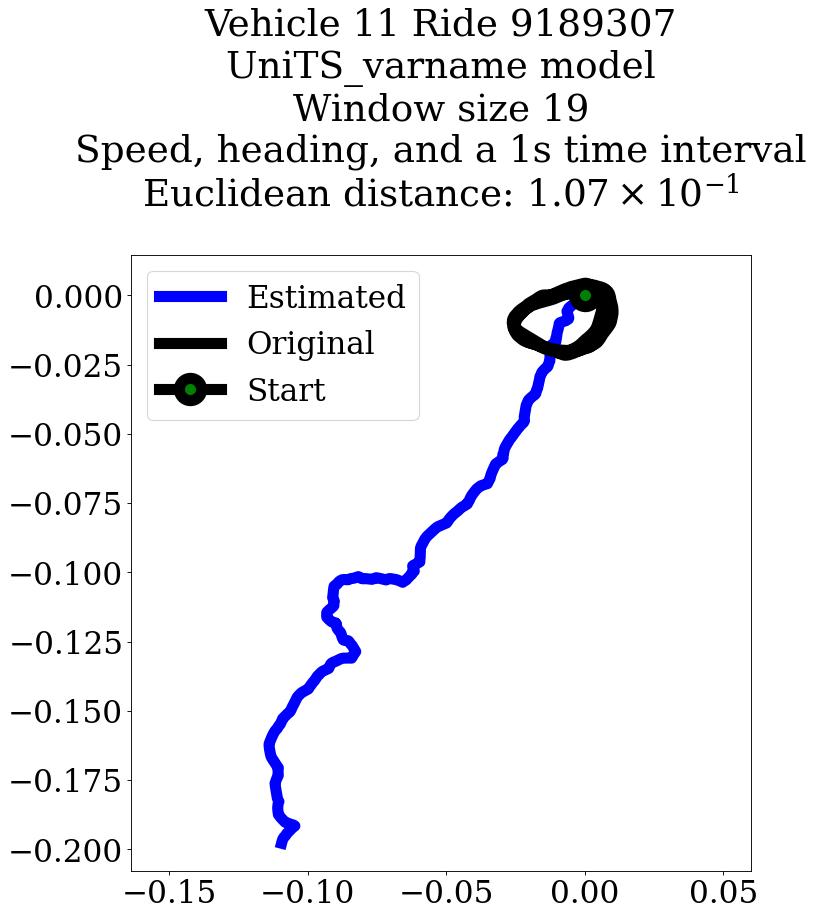 Vehicle 11 Ride 9189307
UniTS_varname model
Window size 19
Speed, heading, and a 1s time interval
Euclidean distance: 1.07 × 10⁻¹
Estimated
Original
Start
0.000
−0.025
−0.050
−0.075
−0.100
−0.125
−0.150
−0.175
−0.200
−0.15 −0.10 −0.05 0.00 0.05